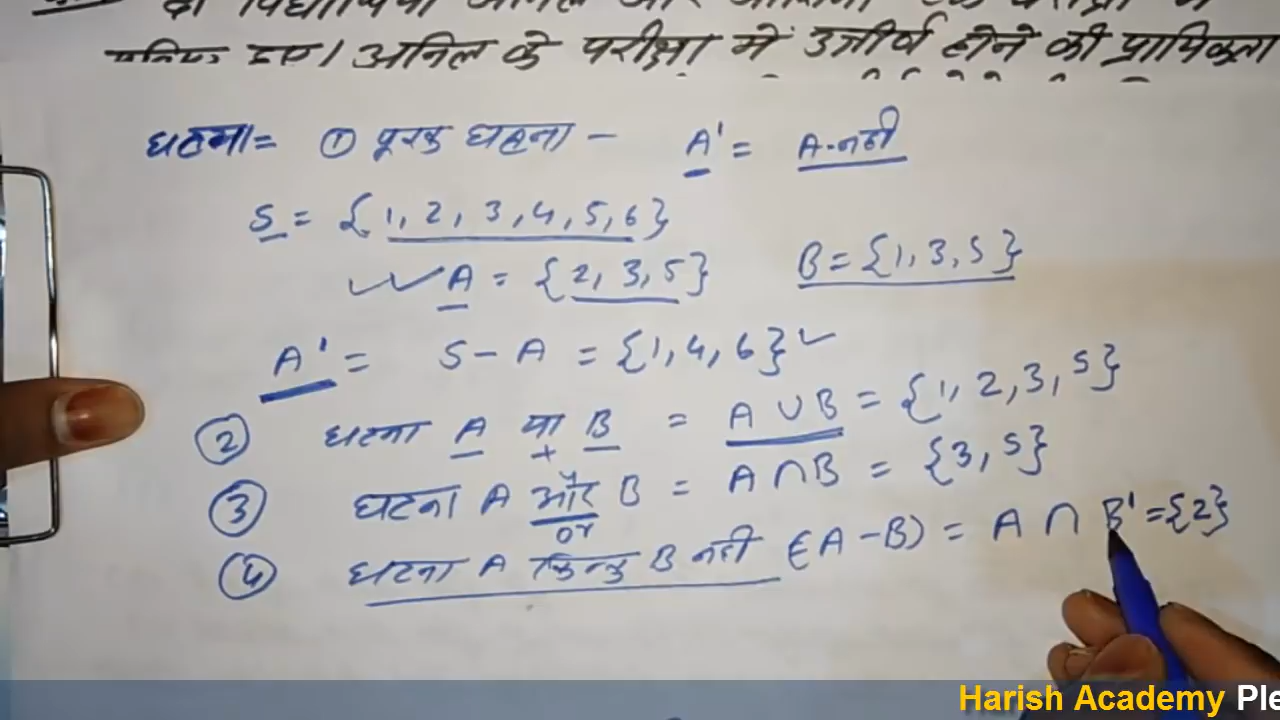 अनिल के परीक्षा में उत्तीर्ण होने की प्रायिकता
घटना= ① पूरक घटना - A' = A-नही
S = {1, 2, 3, 4, 5, 6}
A = {2, 3, 5} B = {1, 3, 5}
A' = S - A = {1, 4, 6}
② घटना A या B = A ∪ B = {1, 2, 3, 5}
+
③ घटना A और B = A ∩ B = {3, 5}
or
④ घटना A किन्तु B नही (A - B) = A ∩ B' = {2}
Harish Academy Ple